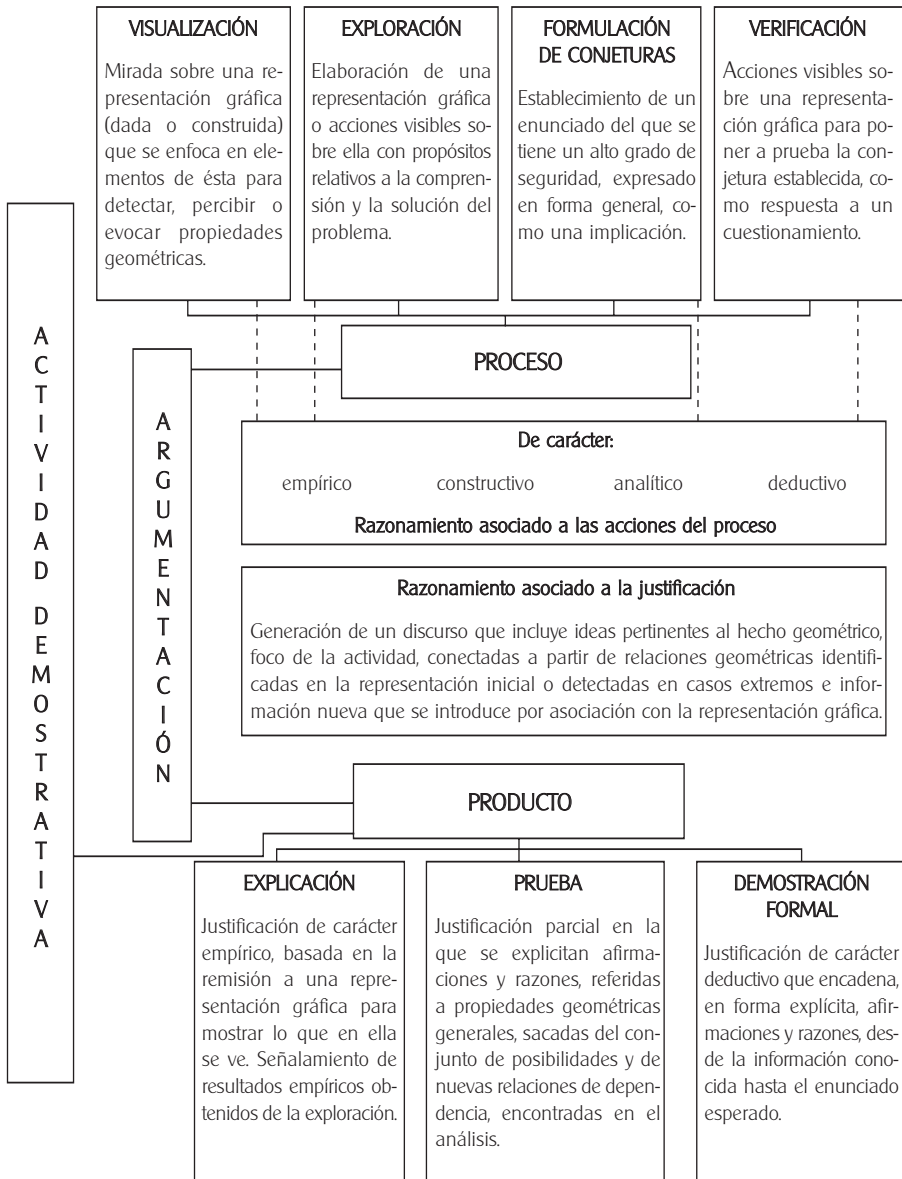 VISUALIZACIÓN
Mirada sobre una re-
presentación gráfica
(dada o construida)
que se enfoca en ele-
mentos de ésta para
detectar, percibir o
evocar propiedades
geométricas.
EXPLORACIÓN
Elaboración de una
representación gráfica
o acciones visibles so-
bre ella con propósitos
relativos a la compren-
sión y la solución del
problema.
FORMULACIÓN
DE CONJETURAS
Establecimiento de un
enunciado del que se
tiene un alto grado de
seguridad, expresado
en forma general, co-
mo una implicación.
VERIFICACIÓN
Acciones visibles so-
bre una representa-
ción gráfica para po-
ner a prueba la con-
jetura establecida, co-
mo respuesta a un
cuestionamiento.
ACTIVIDAD DEMOSTRATIVA
ARGUMENTACIÓN
PROCESO
De carácter:
empírico constructivo analítico deductivo
Razonamiento asociado a las acciones del proceso
Razonamiento asociado a la justificación
Generación de un discurso que incluye ideas pertinentes al hecho geométrico,
foco de la actividad, conectadas a partir de relaciones geométricas identifi-
cadas en la representación inicial o detectadas en casos extremos e infor-
mación nueva que se introduce por asociación con la representación gráfica.
PRODUCTO
EXPLICACIÓN
Justificación de carácter
empírico, basada en la
remisión a una repre-
sentación gráfica para
mostrar lo que en ella
se ve. Señalamiento de
resultados empíricos ob-
tenidos de la exploración.
PRUEBA
Justificación parcial en la
que se explicitan afirma-
ciones y razones, referidas
a propiedades geométricas
generales, sacadas del con-
junto de posibilidades y de
nuevas relaciones de depen-
dencia, encontradas en el
análisis.
DEMOSTRACIÓN
FORMAL
Justificación de carácter
deductivo que encadena,
en forma explícita, afir-
maciones y razones, des-
de la información cono-
cida hasta el enunciado
esperado.